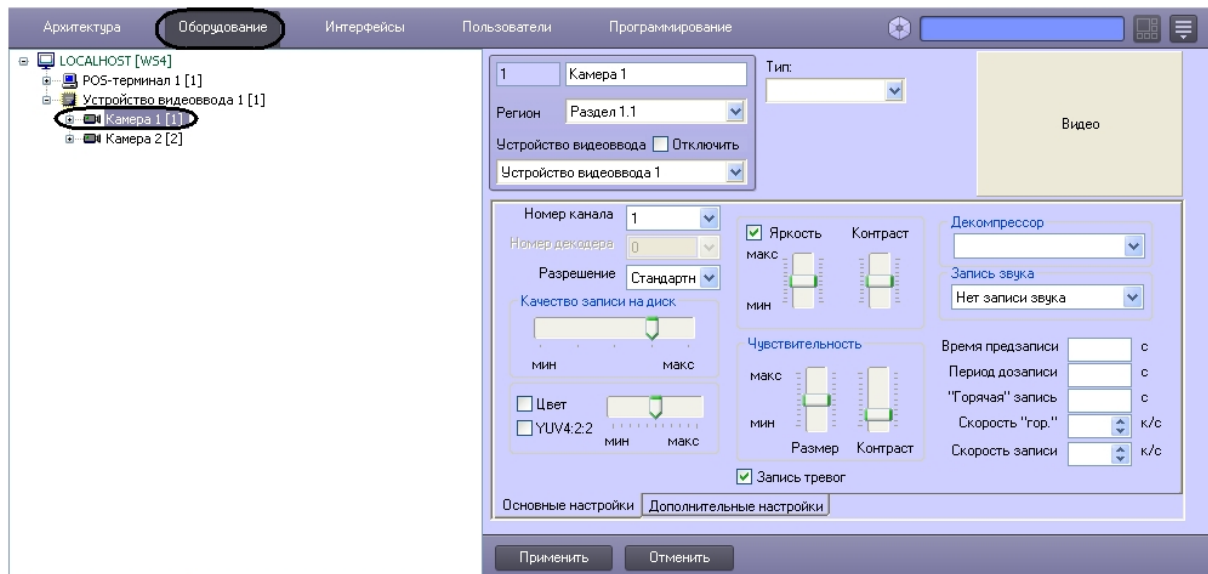 Архитектура Оборудование Интерфейсы Пользователи Программирование
LOCALHOST [WS4]
POS-терминал 1 [1]
Устройство видеоввода 1 [1]
Камера 1 [1]
Камера 2 [2]
1 Камера 1
Тип:
Регион Раздел 1.1
Видео
Устройство видеоввода Отключить
Устройство видеоввода 1
Номер канала 1
Номер декодера 0
Разрешение Стандартн
Качество записи на диск
мин макс
Цвет
YUV4:2:2
мин макс
Яркость Контраст
макс
мин
Чувствительность
макс
мин
Размер Контраст
Запись тревог
Декомпрессор
Запись звука
Нет записи звука
Время предзаписи с
Период дозаписи с
"Горячая" запись с
Скорость "гор." к/с
Скорость записи к/с
Основные настройки Дополнительные настройки
Применить Отменить